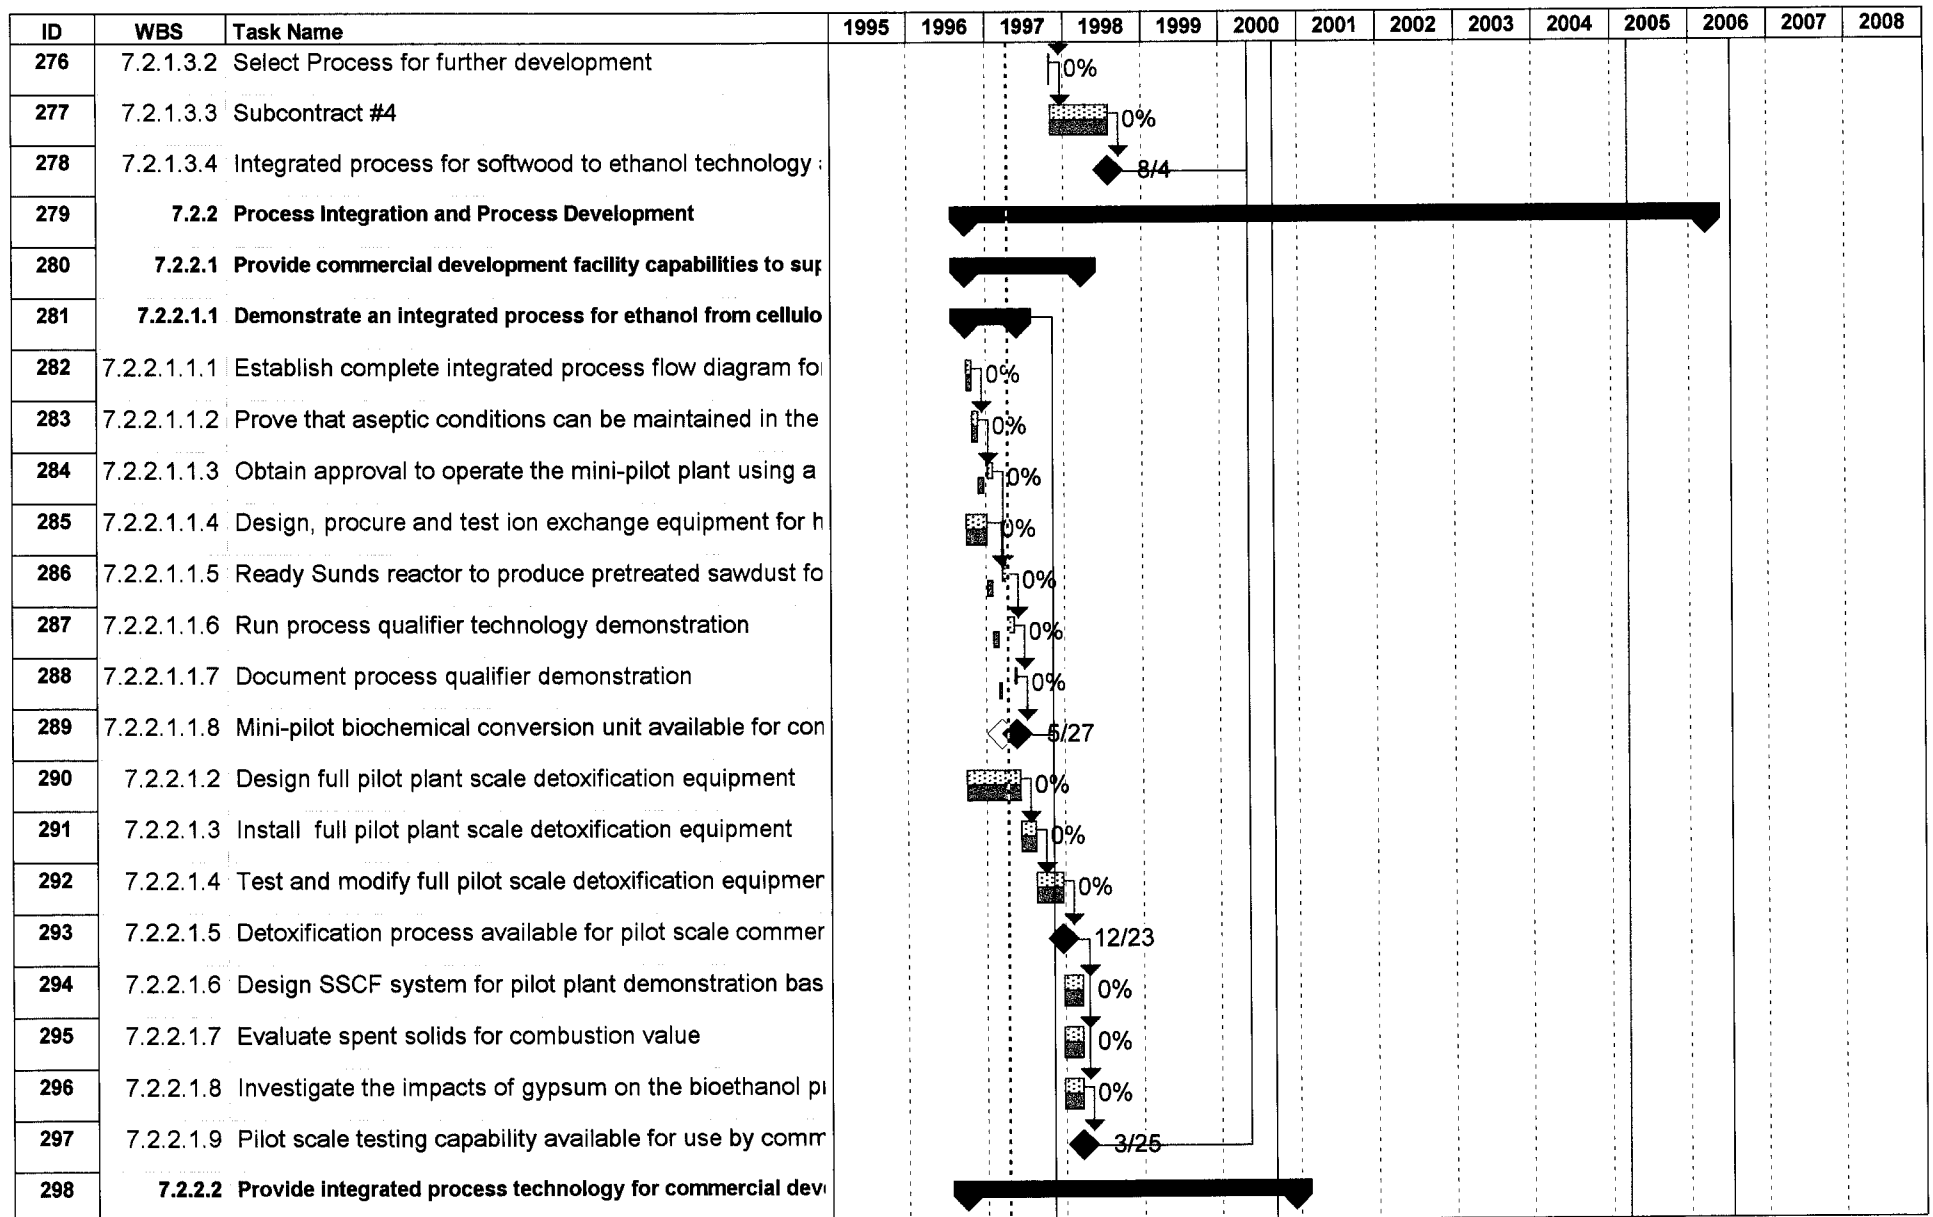 ID WBS Task Name 1995 1996 1997 1998 1999 2000 2001 2002 2003 2004 2005 2006 2007 2008
276 7.2.1.3.2 Select Process for further development 0%
277 7.2.1.3.3 Subcontract #4 0%
278 7.2.1.3.4 Integrated process for softwood to ethanol technology 8/4
279 7.2.2 Process Integration and Process Development
280 7.2.2.1 Provide commercial development facility capabilities to sup
281 7.2.2.1.1 Demonstrate an integrated process for ethanol from cellulo
282 7.2.2.1.1.1 Establish complete integrated process flow diagram for 0%
283 7.2.2.1.1.2 Prove that aseptic conditions can be maintained in the 0%
284 7.2.2.1.1.3 Obtain approval to operate the mini-pilot plant using a 0%
285 7.2.2.1.1.4 Design, procure and test ion exchange equipment for h 0%
286 7.2.2.1.1.5 Ready Sunds reactor to produce pretreated sawdust fo 0%
287 7.2.2.1.1.6 Run process qualifier technology demonstration 0%
288 7.2.2.1.1.7 Document process qualifier demonstration 0%
289 7.2.2.1.1.8 Mini-pilot biochemical conversion unit available for con 5/27
290 7.2.2.1.2 Design full pilot plant scale detoxification equipment 0%
291 7.2.2.1.3 Install full pilot plant scale detoxification equipment 0%
292 7.2.2.1.4 Test and modify full pilot scale detoxification equipmer 0%
293 7.2.2.1.5 Detoxification process available for pilot scale commer 12/23
294 7.2.2.1.6 Design SSCF system for pilot plant demonstration bas 0%
295 7.2.2.1.7 Evaluate spent solids for combustion value 0%
296 7.2.2.1.8 Investigate the impacts of gypsum on the bioethanol pr 0%
297 7.2.2.1.9 Pilot scale testing capability available for use by comm 3/25
298 7.2.2.2 Provide integrated process technology for commercial dev